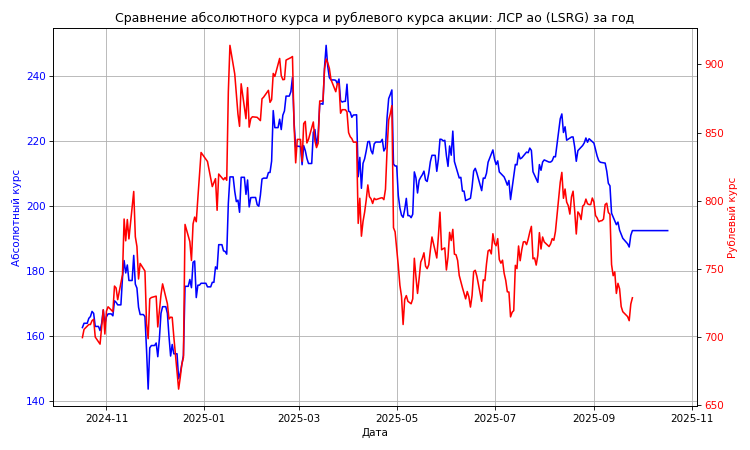 Сравнение абсолютного курса и рублевого курса акции: ЛСР ао (LSRG) за год
240
220
200
180
160
140
Абсолютный курс
900
850
800
750
700
650
Рублевый курс
2024-11 2025-01 2025-03 2025-05 2025-07 2025-09 2025-11
Дата